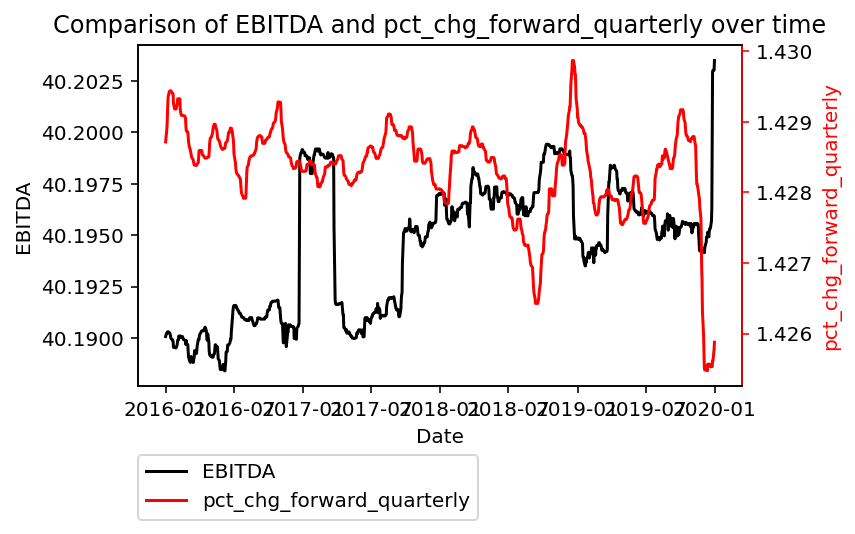 Comparison of EBITDA and pct_chg_forward_quarterly over time
EBITDA
40.2025
40.2000
40.1975
40.1950
40.1925
40.1900
1.430
1.429
1.428
1.427
1.426
pct_chg_forward_quarterly
2016-01 2016-07 2017-01 2017-07 2018-01 2018-07 2019-01 2019-07 2020-01
Date
EBITDA
pct_chg_forward_quarterly